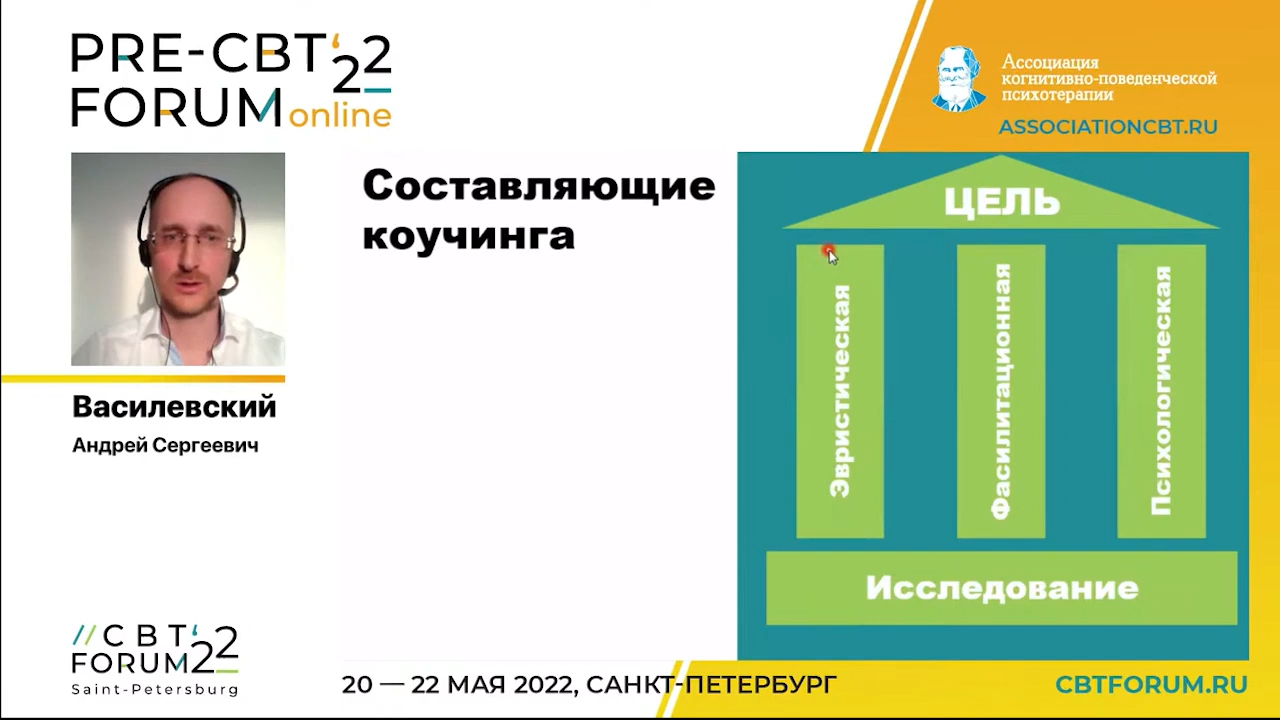 PRE-CBT'22
FORUM online
Ассоциация
когнитивно-поведенческой
психотерапии
ASSOCIATIONCBT.RU
Василевский
Андрей Сергеевич
Составляющие
коучинга
ЦЕЛЬ
Эвристическая
Фасилитационная
Психологическая
Исследование
//CBT'22
FORUM
Saint-Petersburg
20 — 22 МАЯ 2022, САНКТ-ПЕТЕРБУРГ
CBTFORUM.RU